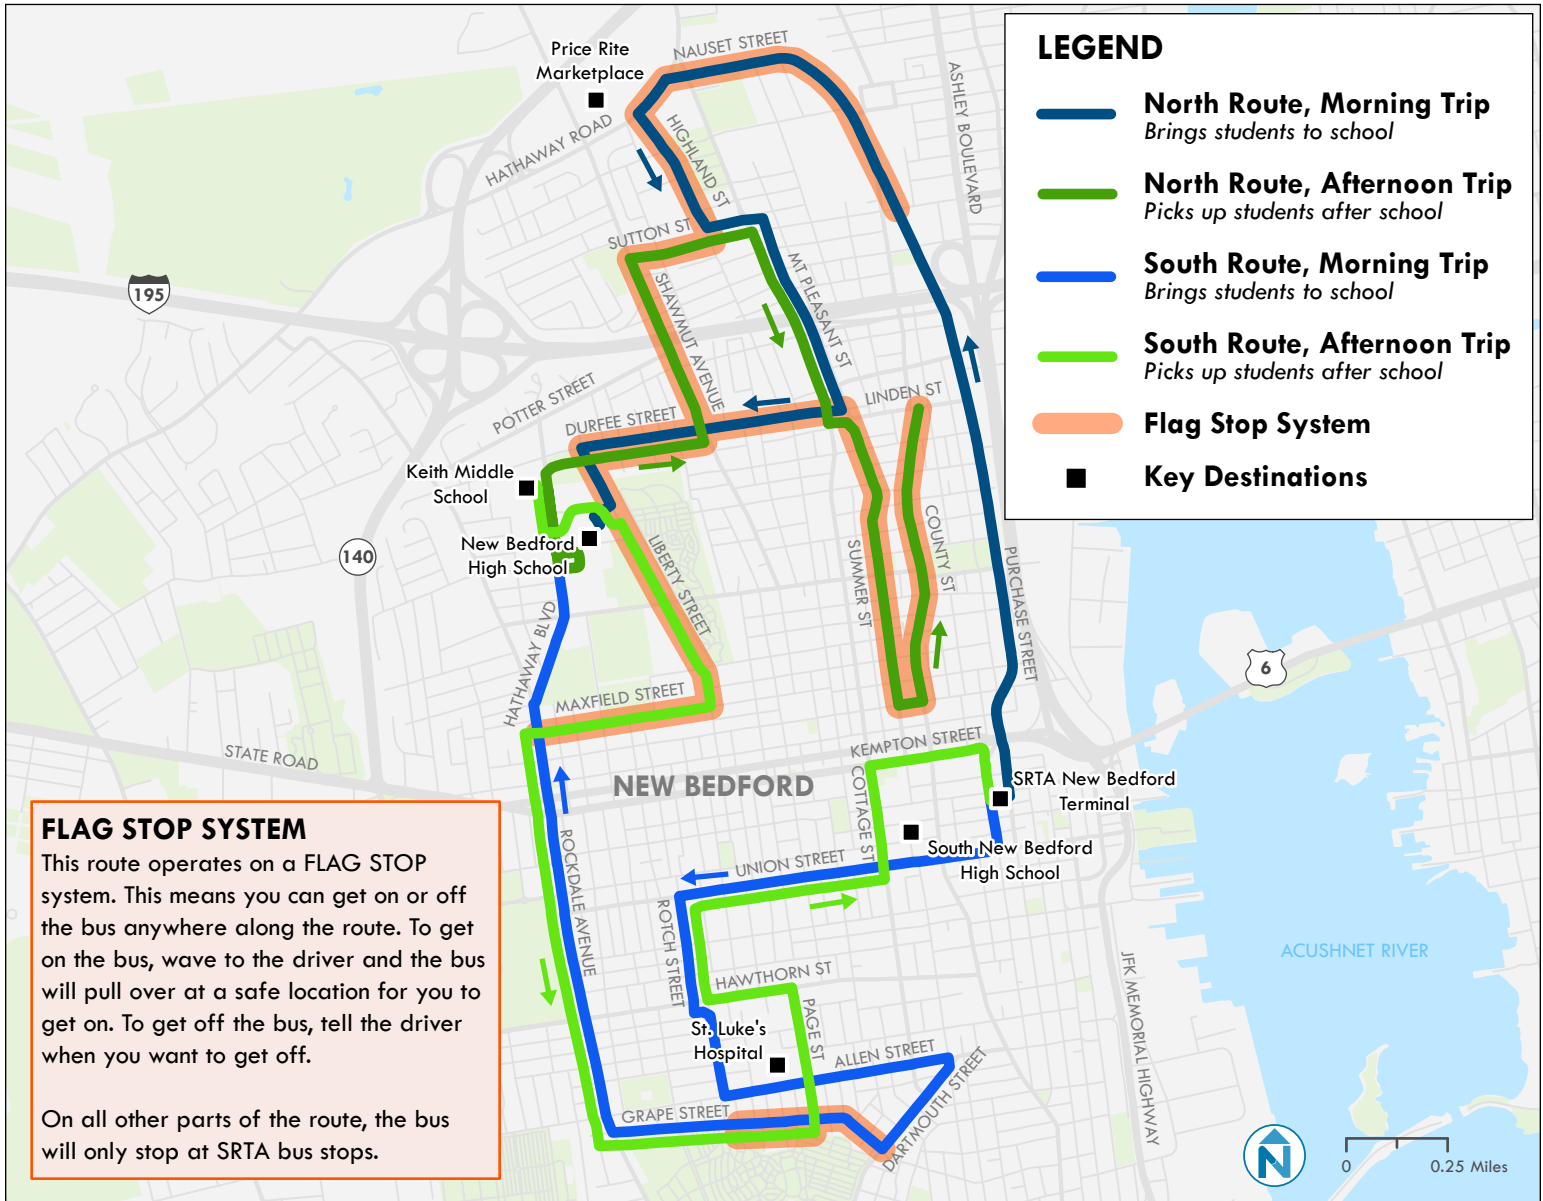 Price Rite
Marketplace
NAUSET STREET
HATHAWAY ROAD
HIGHLAND ST
ASHLEY BOULEVARD
LEGEND
North Route, Morning Trip
Brings students to school
North Route, Afternoon Trip
Picks up students after school
South Route, Morning Trip
Brings students to school
South Route, Afternoon Trip
Picks up students after school
Flag Stop System
Key Destinations
SUTTON ST
195
SHAWMUT AVENUE
MT PLEASANT ST
POTTER STREET
DURFEE STREET
LINDEN ST
Keith Middle
School
New Bedford
High School
140
LIBERTY STREET
SUMMER ST
COUNTY ST
PURCHASE STREET
HATHAWAY BLVD
MAXFIELD STREET
6
STATE ROAD
KEMPTON STREET
NEW BEDFORD
COTTAGE ST
SRTA New Bedford
Terminal
South New Bedford
High School
UNION STREET
ROCKDALE AVENUE
ROTCH STREET
HAWTHORN ST
PAGE ST
St. Luke's
Hospital
ALLEN STREET
GRAPE STREET
DARTMOUTH STREET
JFK MEMORIAL HIGHWAY
ACUSHNET RIVER
FLAG STOP SYSTEM
This route operates on a FLAG STOP
system. This means you can get on or off
the bus anywhere along the route. To get
on the bus, wave to the driver and the bus
will pull over at a safe location for you to
get on. To get off the bus, tell the driver
when you want to get off.
On all other parts of the route, the bus
will only stop at SRTA bus stops.
N
0
0.25 Miles